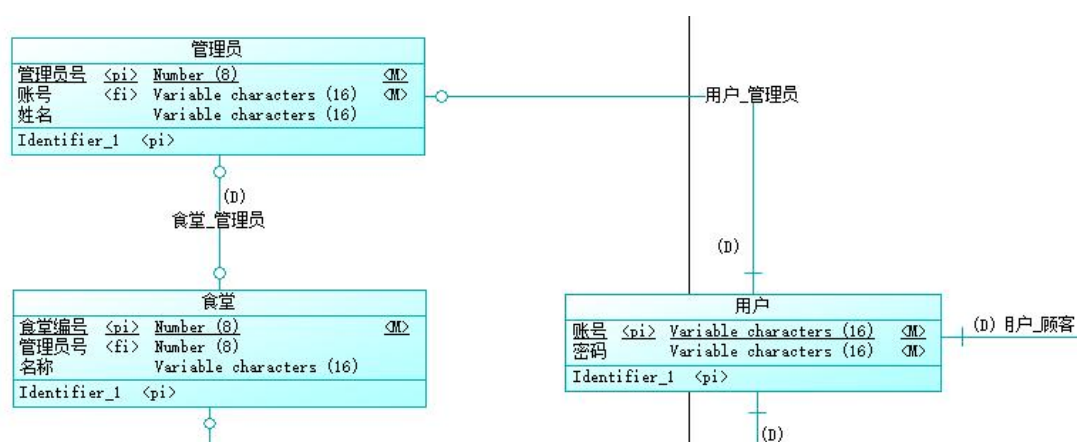 管理员
管理员号 <pi> Number (8) <M>
账号 <fi> Variable characters (16) <M>
姓名 Variable characters (16)
Identifier_1 <pi>
用户_管理员
(D)
食堂_管理员
(D)
食堂
食堂编号 <pi> Number (8) <M>
管理员号 <fi> Number (8)
名称 Variable characters (16)
Identifier_1 <pi>
用户
账号 <pi> Variable characters (16) <M>
密码 Variable characters (16) <M>
Identifier_1 <pi>
(D) 用户_顾客
(D)